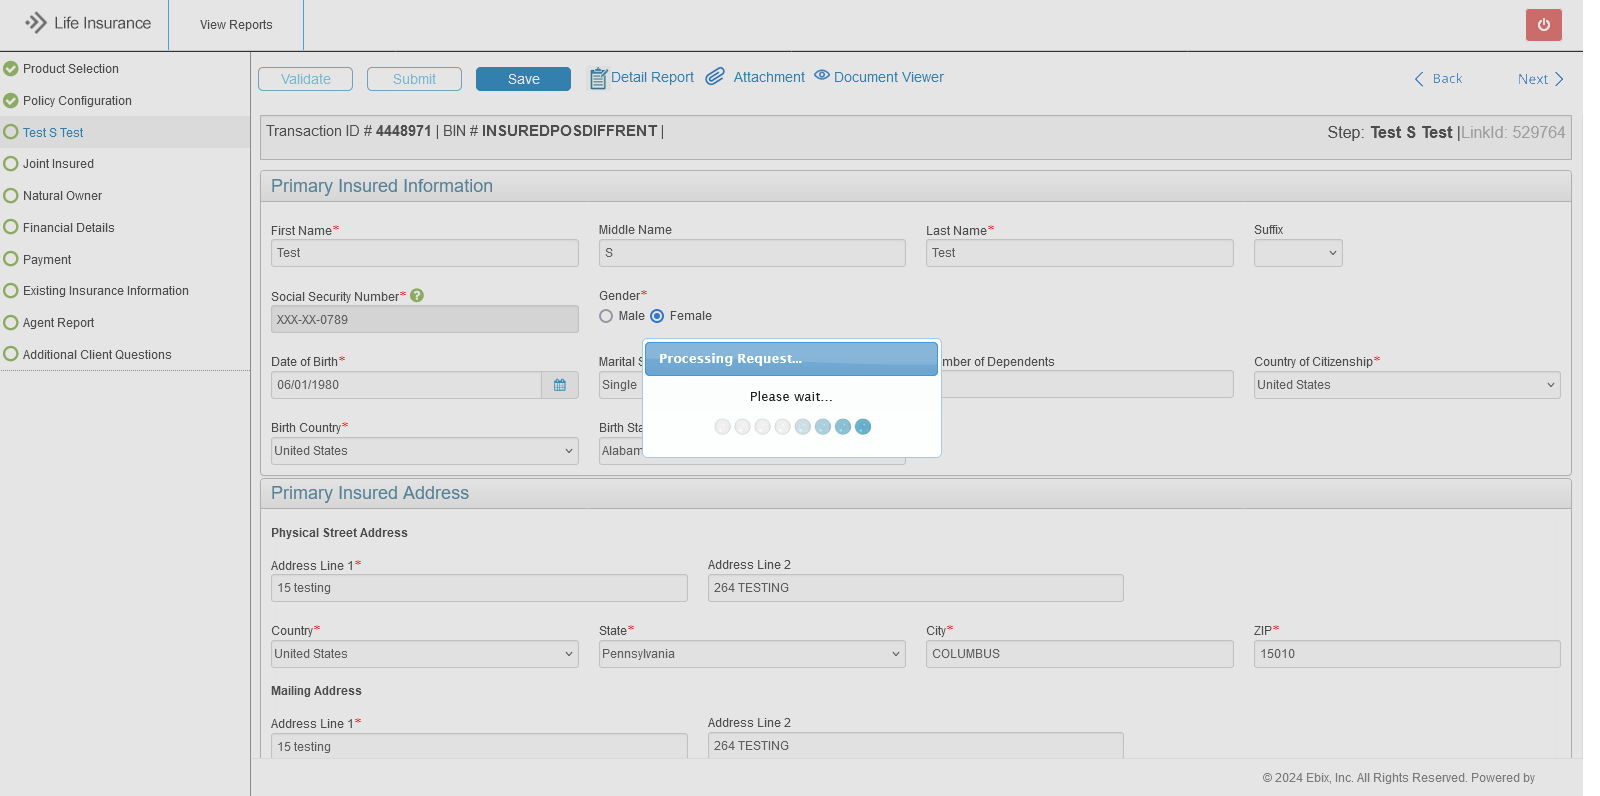 Life Insurance
View Reports
Product Selection
Policy Configuration
Test S Test
Joint Insured
Natural Owner
Financial Details
Payment
Existing Insurance Information
Agent Report
Additional Client Questions
Validate Submit Save Detail Report Attachment Document Viewer Back Next
Transaction ID # 4448971 | BIN # INSUREDPOSDIFFRENT | Step: Test S Test |LinkId: 529764
Primary Insured Information
First Name* Middle Name Last Name* Suffix
Test S Test
Social Security Number* ? Gender*
XXX-XX-0789 Male Female
Processing Request...
Please wait...
Date of Birth* Marital Number of Dependents Country of Citizenship*
06/01/1980 Single United States
Birth Country* Birth
United States
Primary Insured Address
Physical Street Address
Address Line 1* Address Line 2
15 testing 264 TESTING
Country* State* City* ZIP*
United States Pennsylvania COLUMBUS 15010
Mailing Address
Address Line 1* Address Line 2
15 testing 264 TESTING
© 2024 Ebix, Inc. All Rights Reserved. Powered by